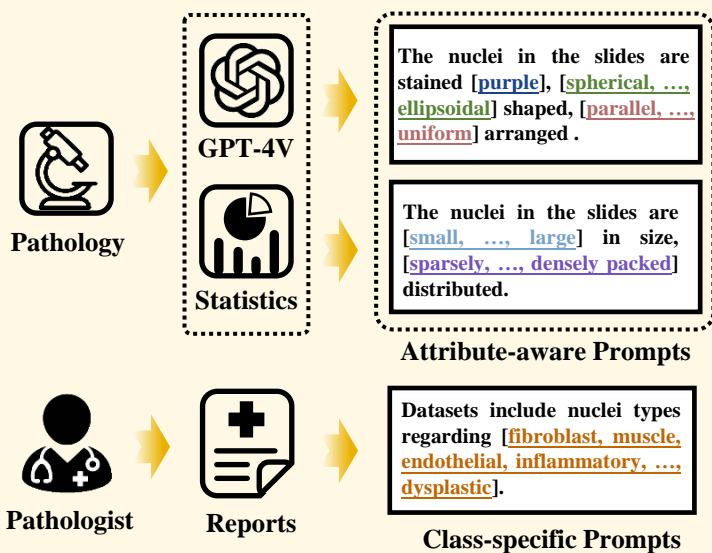 Pathology
GPT-4V
Statistics
The nuclei in the slides are
stained [purple], [spherical, …,
ellipsoidal] shaped, [parallel, …,
uniform] arranged .
The nuclei in the slides are
[small, …, large] in size,
[sparsely, …, densely packed]
distributed.
Attribute-aware Prompts
Pathologist
Reports
Datasets include nuclei types
regarding [fibroblast, muscle,
endothelial, inflammatory, …,
dysplastic].
Class-specific Prompts